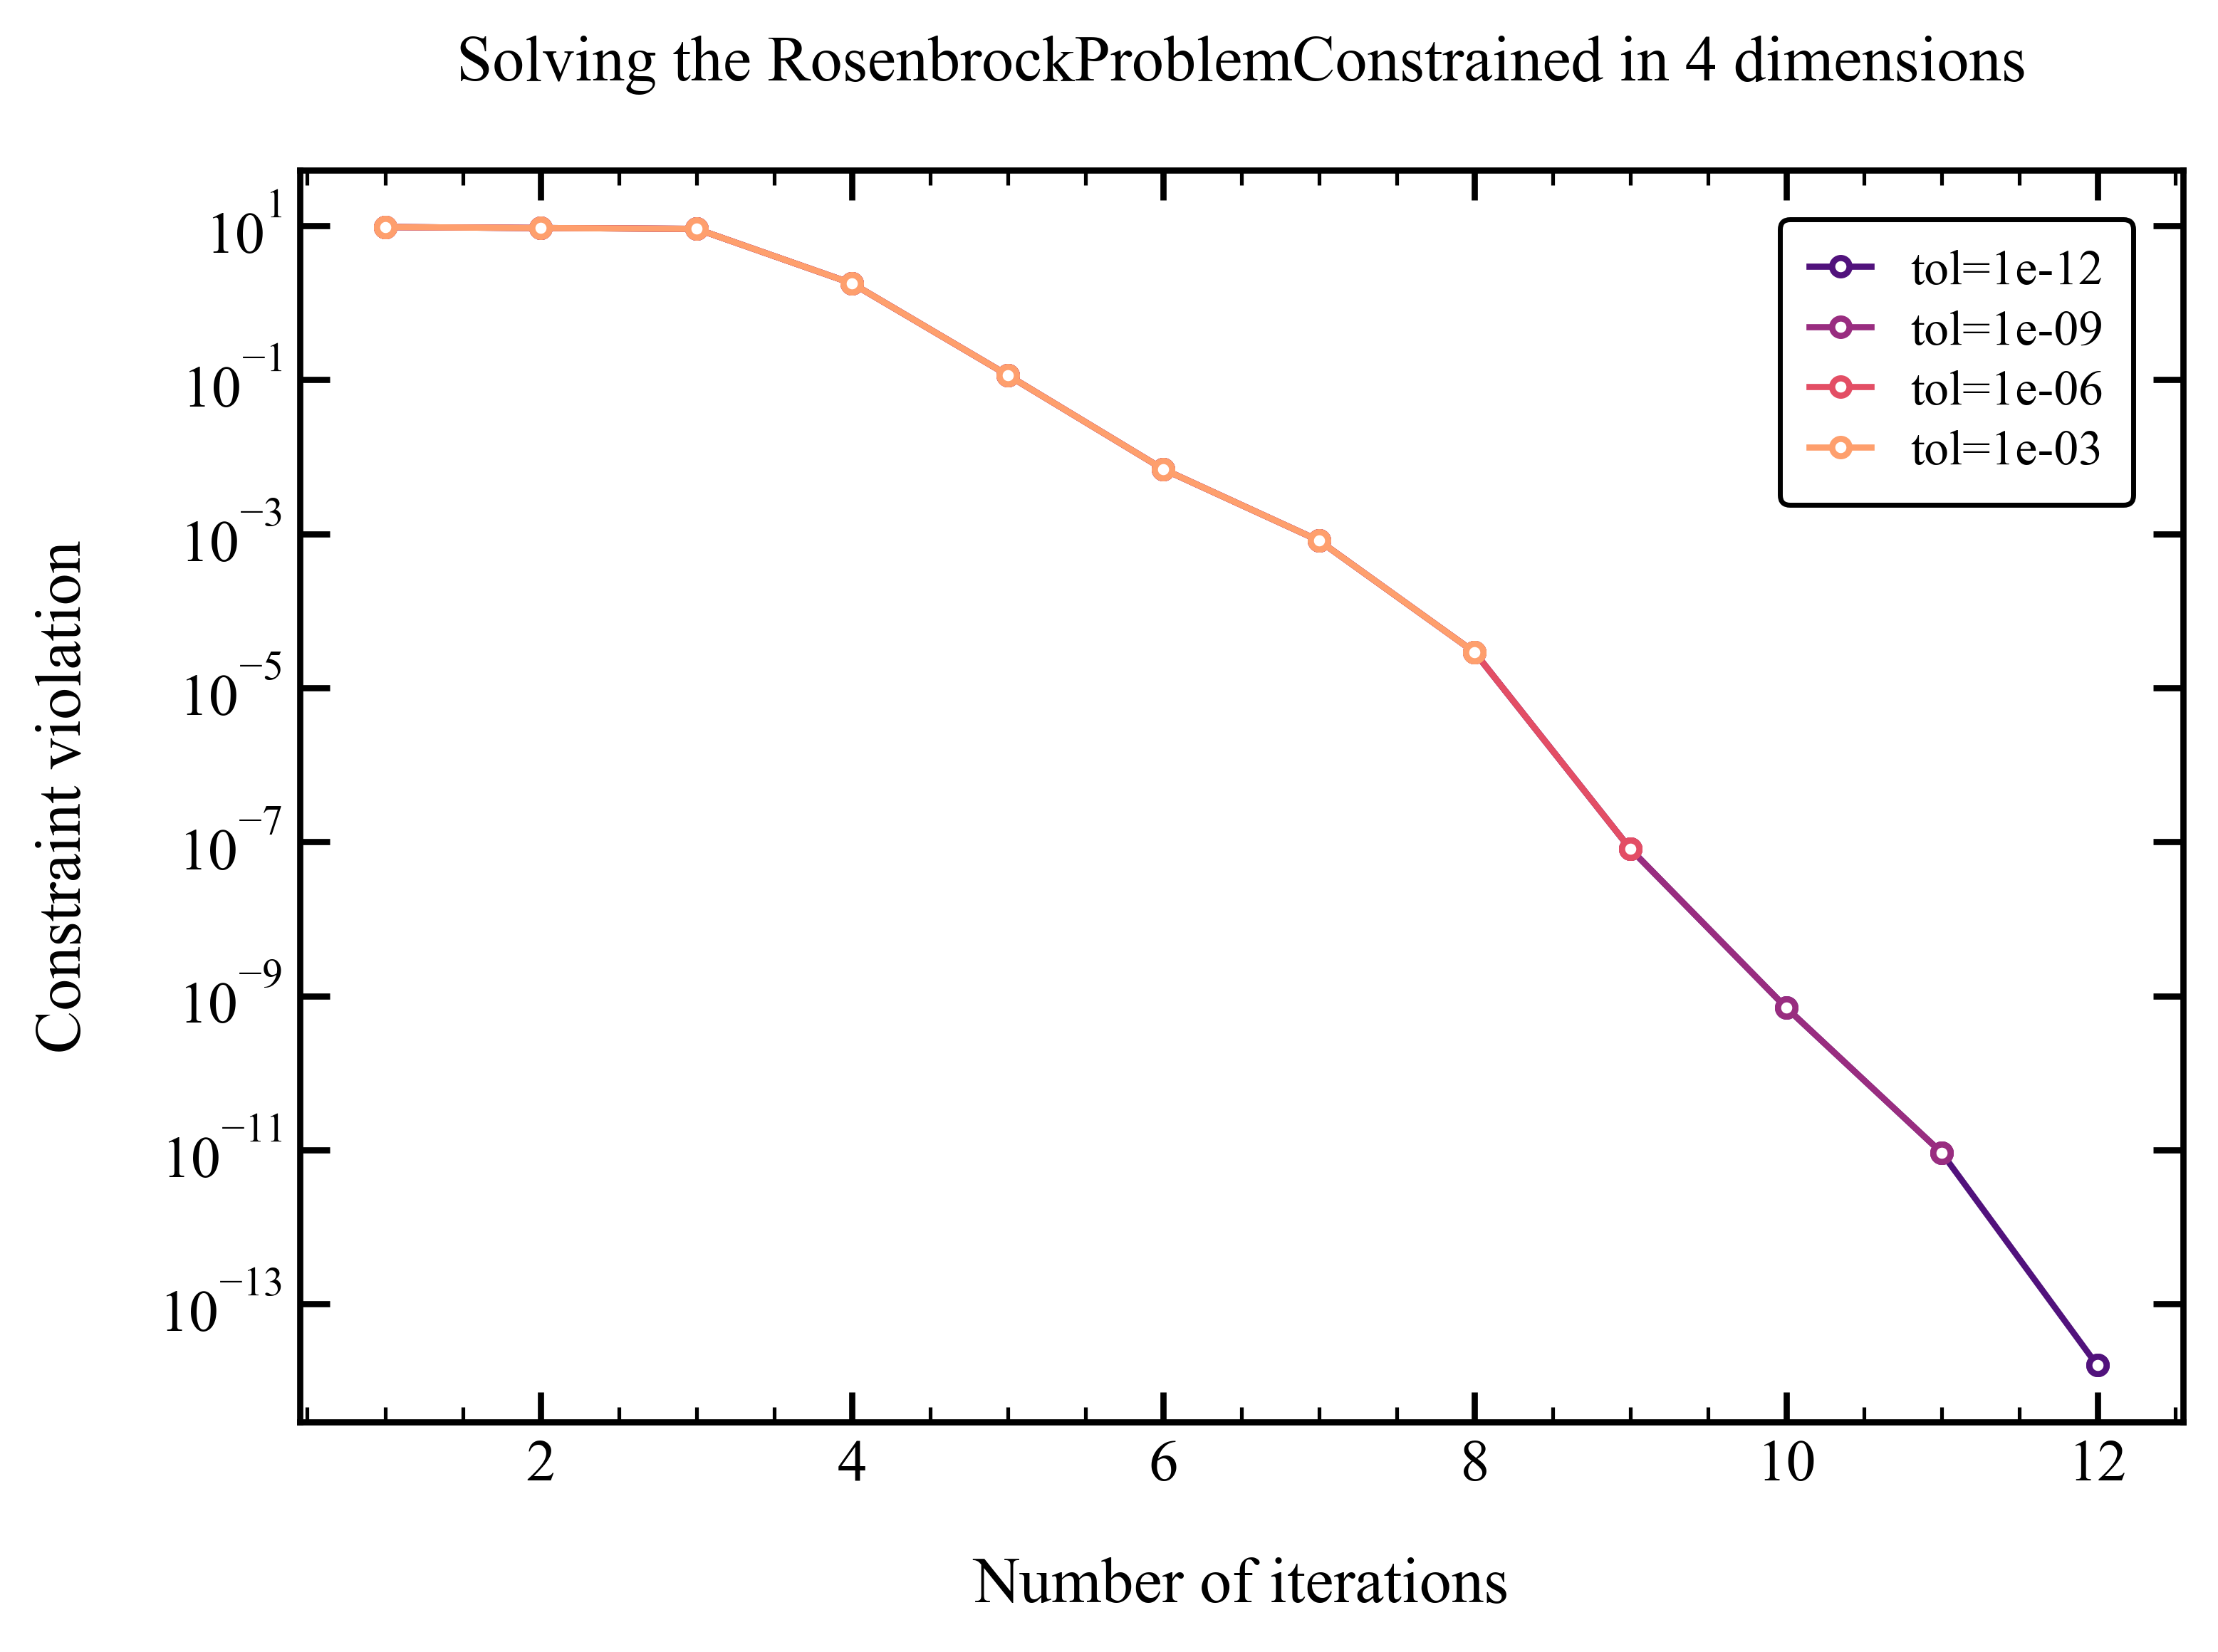 Solving the RosenbrockProblemConstrained in 4 dimensions
10^1
10^−1
10^−3
10^−5
10^−7
10^−9
10^−11
10^−13
Constraint violation
tol=1e-12
tol=1e-09
tol=1e-06
tol=1e-03
2 4 6 8 10 12
Number of iterations